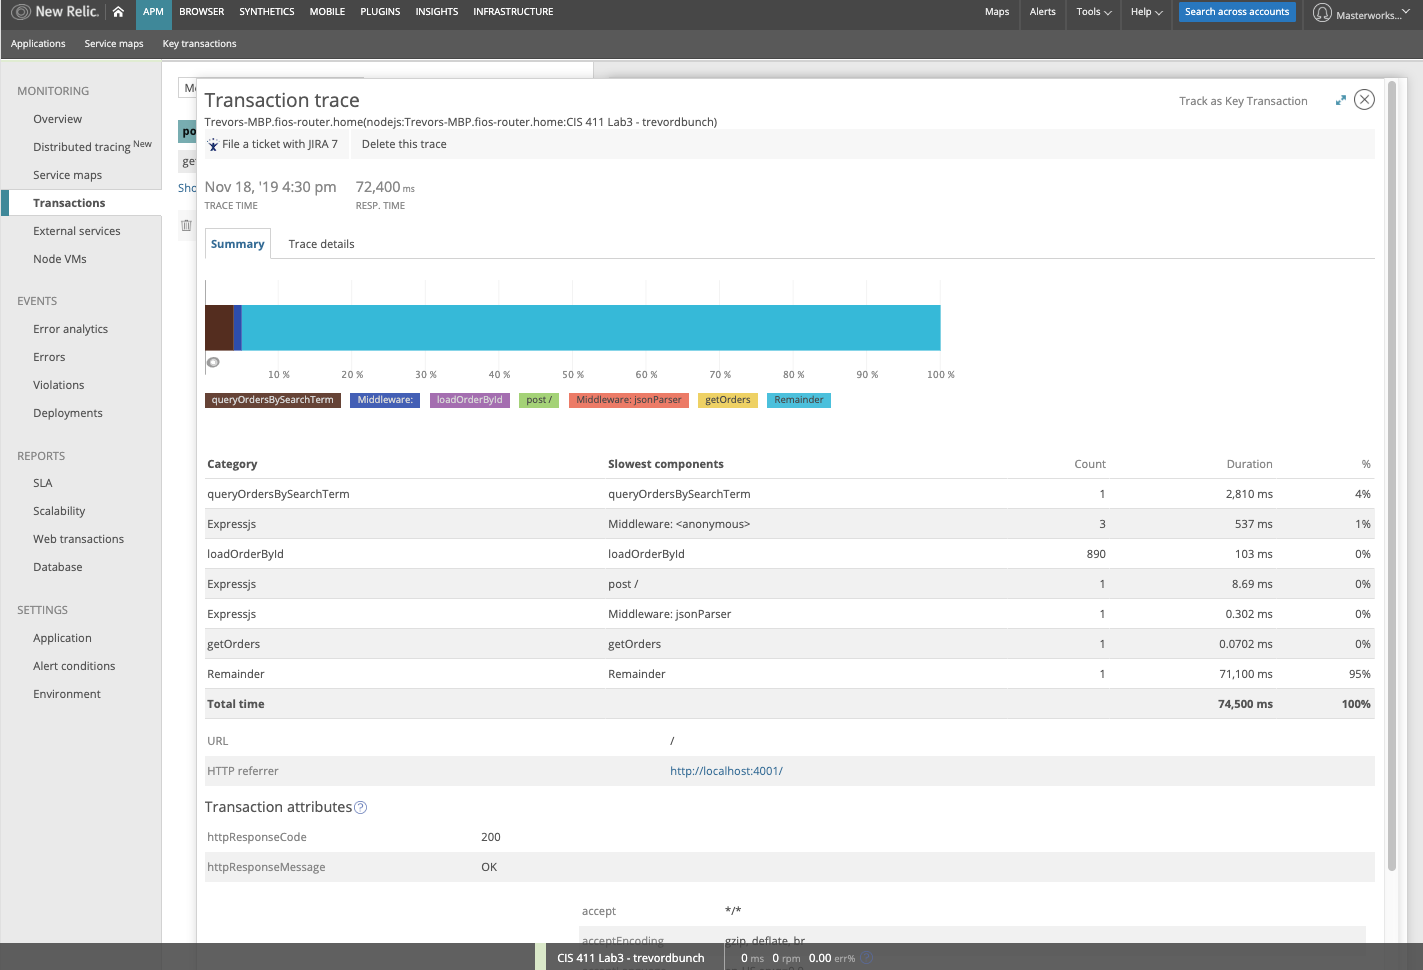 New Relic. APM BROWSER SYNTHETICS MOBILE PLUGINS INSIGHTS INFRASTRUCTURE Maps Alerts Tools Help Search across accounts Masterworks...
Applications Service maps Key transactions
MONITORING
Overview
Distributed tracing New
Service maps
Transactions
External services
Node VMs
EVENTS
Error analytics
Errors
Violations
Deployments
REPORTS
SLA
Scalability
Web transactions
Database
SETTINGS
Application
Alert conditions
Environment
Transaction trace
Track as Key Transaction
Trevors-MBP.fios-router.home(nodejs:Trevors-MBP.fios-router.home:CIS 411 Lab3 - trevordbunch)
File a ticket with JIRA 7 Delete this trace
Nov 18, '19 4:30 pm 72,400 ms
TRACE TIME RESP. TIME
Summary Trace details
10 % 20 % 30 % 40 % 50 % 60 % 70 % 80 % 90 % 100 %
queryOrdersBySearchTerm Middleware: loadOrderById post / Middleware: jsonParser getOrders Remainder
Category Slowest components Count Duration %
queryOrdersBySearchTerm queryOrdersBySearchTerm 1 2,810 ms 4%
Expressjs Middleware: <anonymous> 3 537 ms 1%
loadOrderById loadOrderById 890 103 ms 0%
Expressjs post / 1 8.69 ms 0%
Expressjs Middleware: jsonParser 1 0.302 ms 0%
getOrders getOrders 1 0.0702 ms 0%
Remainder Remainder 1 71,100 ms 95%
Total time 74,500 ms 100%
URL /
HTTP referrer http://localhost:4001/
Transaction attributes ?
httpResponseCode 200
httpResponseMessage OK
accept */*
acceptEncoding gzip, deflate, br
CIS 411 Lab3 - trevordbunch 0 ms 0 rpm 0.00 err%